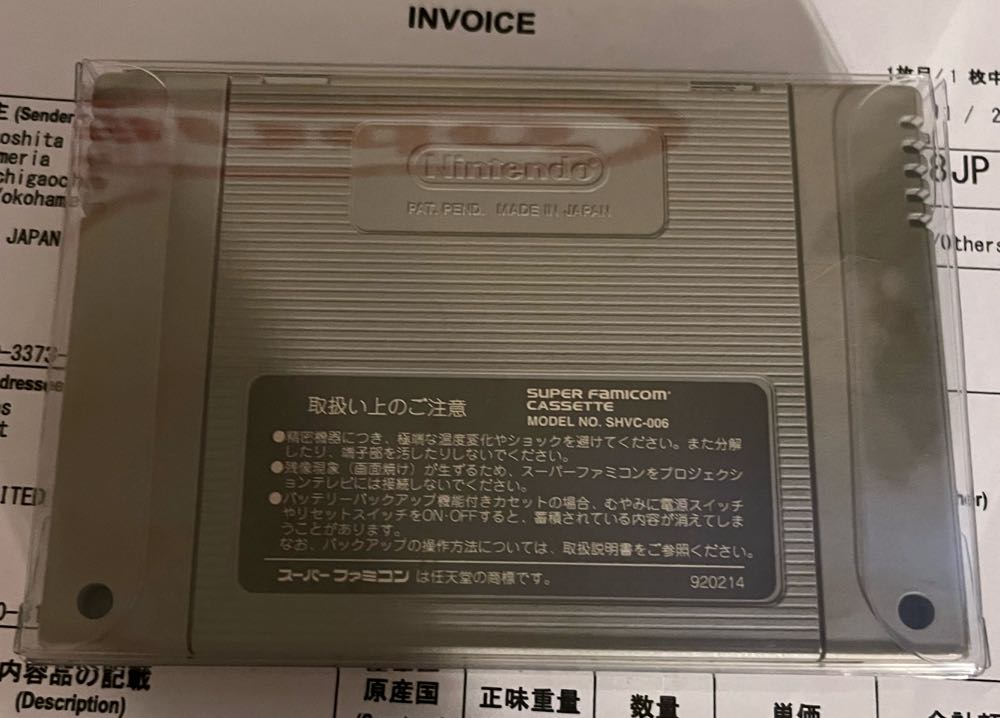 INVOICE
(Sender
oshita
meria
JAPAN
8JP
1 枚中
Nintendo®
PAT. PEND. MADE IN JAPAN
取扱い上のご注意
SUPER FAMICOM
CASSETTE
MODEL NO. SHVC-006
●精密機器につき、極端な温度変化やショックを避けてください。また分解
したり、端子部を汚したりしないでください。
●残像現象（画面焼け）が生ずるため、スーパーファミコンをプロジェクシ
ョンテレビには接続しないでください。
●バッテリーバックアップ機能付きカセットの場合、むやみに電源スイッチ
やリセットスイッチをON・OFFすると、蓄積されている内容が消えてしま
うことがあります。
なお、バックアップの操作方法については、取扱説明書をご参照ください。
スーパーファミコン は任天堂の商標です。
920214
-3373-
ITED
内容品の記載
(Description)
原産国
正味重量
数量
単価